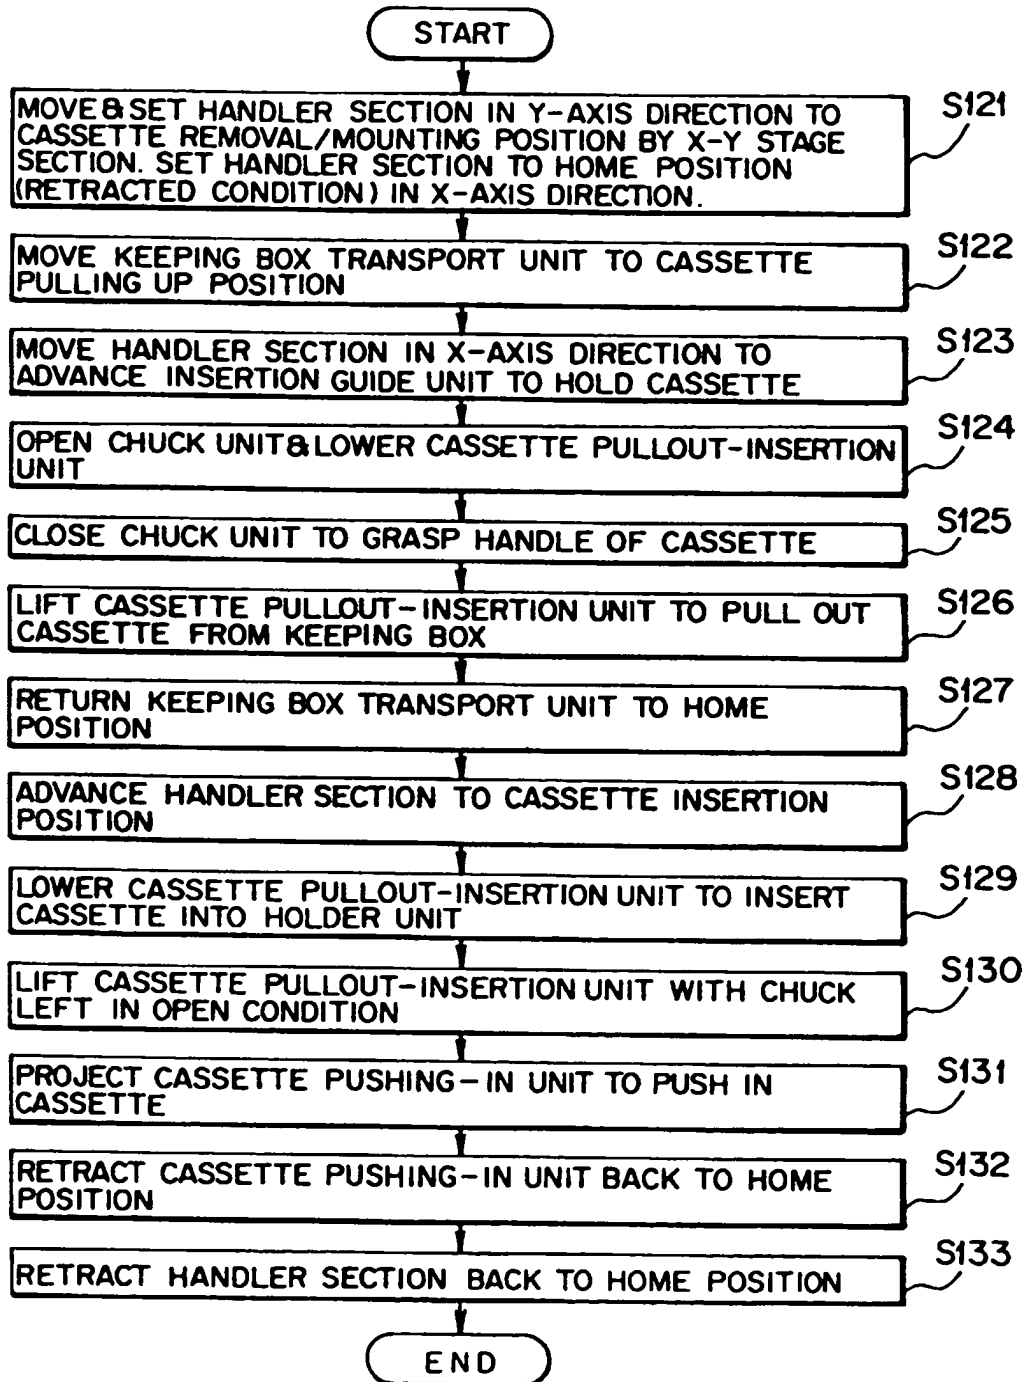 START
MOVE & SET HANDLER SECTION IN Y-AXIS DIRECTION TO
CASSETTE REMOVAL/MOUNTING POSITION BY X-Y STAGE
SECTION. SET HANDLER SECTION TO HOME POSITION
(RETRACTED CONDITION) IN X-AXIS DIRECTION.
S121
MOVE KEEPING BOX TRANSPORT UNIT TO CASSETTE
PULLING UP POSITION
S122
MOVE HANDLER SECTION IN X-AXIS DIRECTION TO
ADVANCE INSERTION GUIDE UNIT TO HOLD CASSETTE
S123
OPEN CHUCK UNIT & LOWER CASSETTE PULLOUT-INSERTION
UNIT
S124
CLOSE CHUCK UNIT TO GRASP HANDLE OF CASSETTE
S125
LIFT CASSETTE PULLOUT-INSERTION UNIT TO PULL OUT
CASSETTE FROM KEEPING BOX
S126
RETURN KEEPING BOX TRANSPORT UNIT TO HOME
POSITION
S127
ADVANCE HANDLER SECTION TO CASSETTE INSERTION
POSITION
S128
LOWER CASSETTE PULLOUT-INSERTION UNIT TO INSERT
CASSETTE INTO HOLDER UNIT
S129
LIFT CASSETTE PULLOUT-INSERTION UNIT WITH CHUCK
LEFT IN OPEN CONDITION
S130
PROJECT CASSETTE PUSHING-IN UNIT TO PUSH IN
CASSETTE
S131
RETRACT CASSETTE PUSHING-IN UNIT BACK TO HOME
POSITION
S132
RETRACT HANDLER SECTION BACK TO HOME POSITION
S133
END